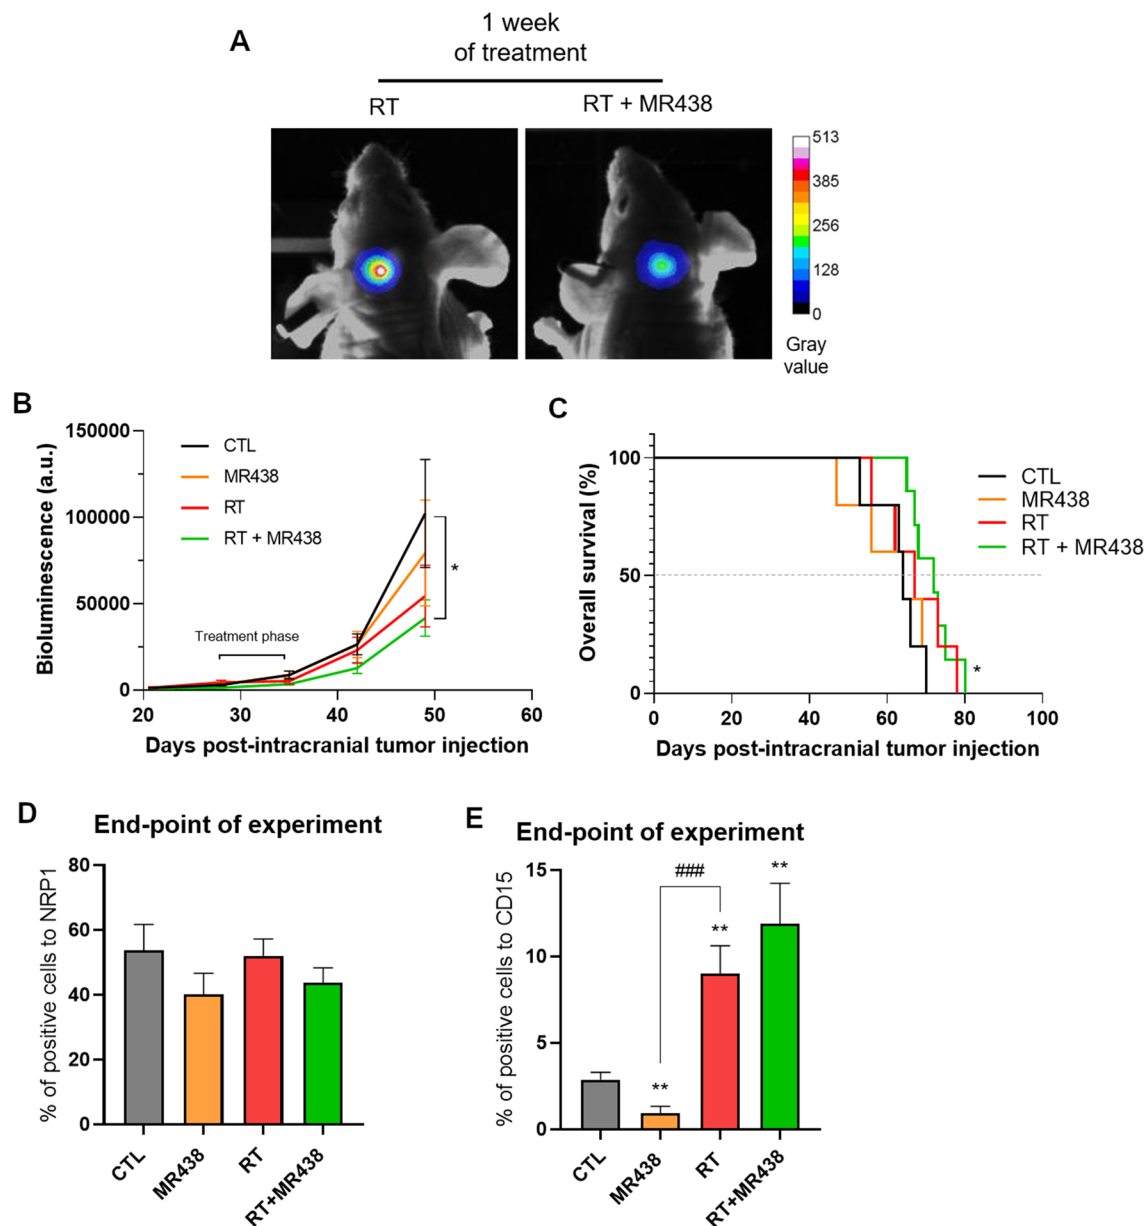 A
1 week
of treatment
RT
RT + MR438
513
385
256
128
0
Gray
value
B
Bioluminescence (a.u.)
150000
100000
50000
0
CTL
MR438
RT
RT + MR438
Treatment phase
*
20
30
40
50
60
Days post-intracranial tumor injection
C
Overall survival (%)
100
50
0
CTL
MR438
RT
RT + MR438
*
0
20
40
60
80
100
Days post-intracranial tumor injection
D
End-point of experiment
% of positive cells to NRP1
80
60
40
20
0
CTL
MR438
RT
RT+MR438
E
End-point of experiment
% of positive cells to CD15
15
10
5
0
###
**
**
**
CTL
MR438
RT
RT+MR438